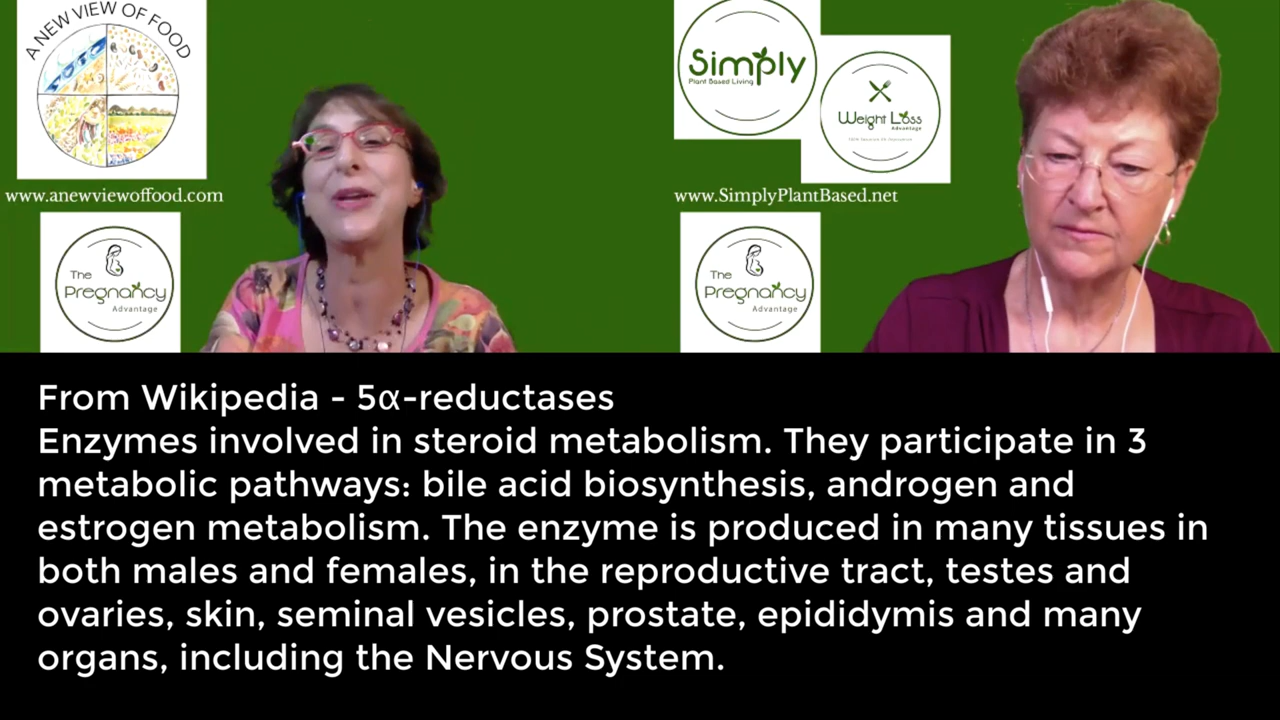 A NEW VIEW OF FOOD
www.anewviewoffood.com
The
Pregnancy
Advantage
Simply
Plant Based Living
Weight Loss
Advantage
www.SimplyPlantBased.net
The
Pregnancy
Advantage
From Wikipedia - 5α-reductases
Enzymes involved in steroid metabolism. They participate in 3
metabolic pathways: bile acid biosynthesis, androgen and
estrogen metabolism. The enzyme is produced in many tissues in
both males and females, in the reproductive tract, testes and
ovaries, skin, seminal vesicles, prostate, epididymis and many
organs, including the Nervous System.